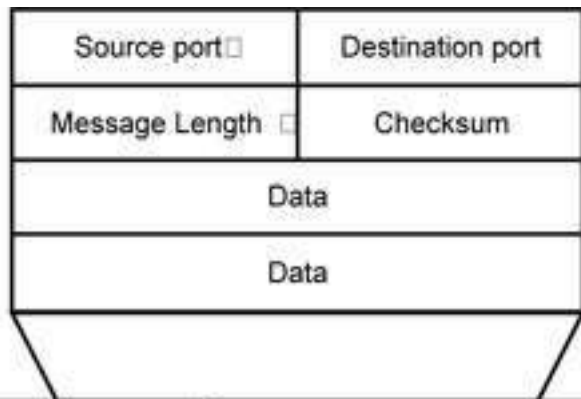 Source port□ Destination port
Message Length □ Checksum
Data
Data